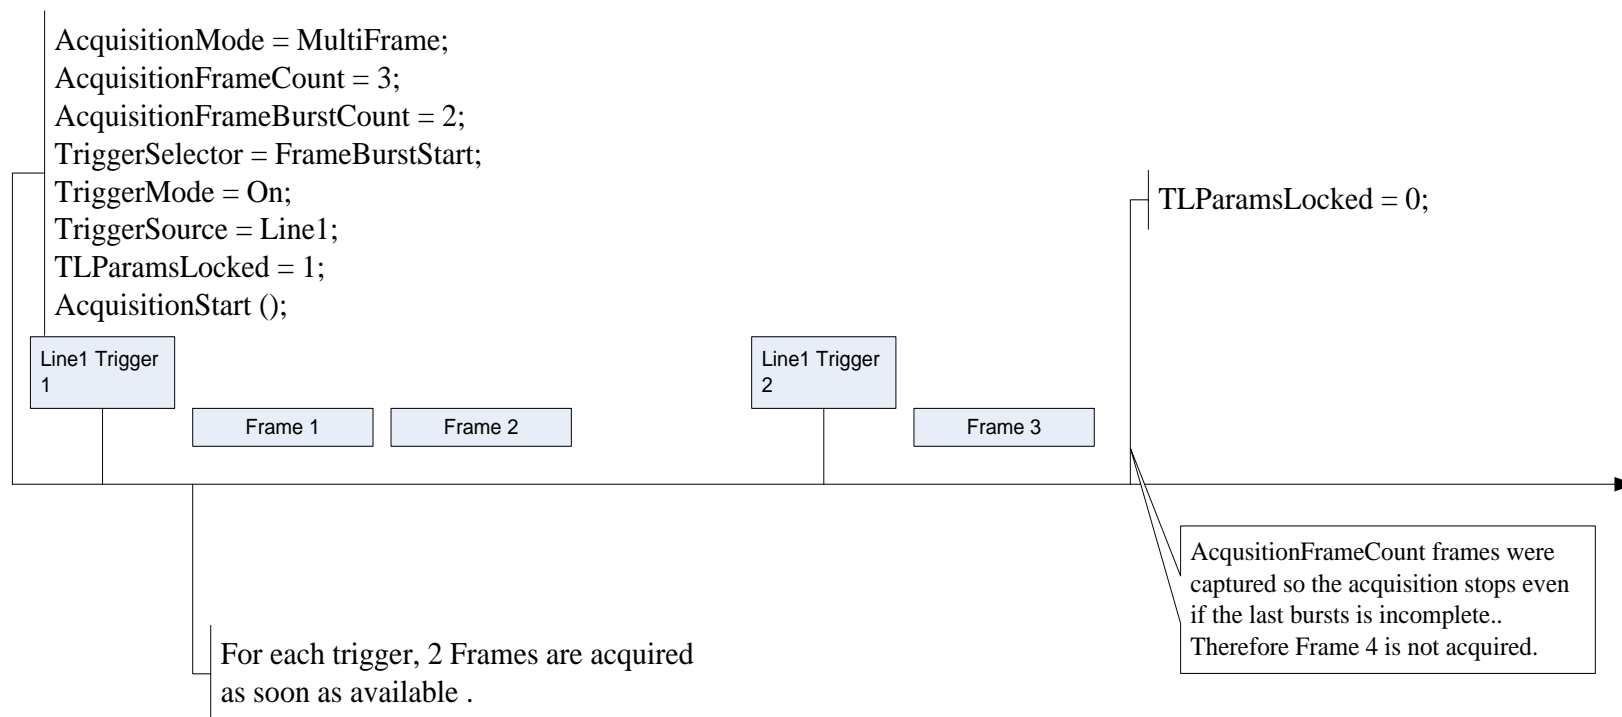 AcquisitionMode = MultiFrame;
AcquisitionFrameCount = 3;
AcquisitionFrameBurstCount = 2;
TriggerSelector = FrameBurstStart;
TriggerMode = On;
TriggerSource = Line1;
TLParamsLocked = 1;
AcquisitionStart ();
TLParamsLocked = 0;
Line1 Trigger
1
Line1 Trigger
2
Frame 1
Frame 2
Frame 3
AcqusitionFrameCount frames were
captured so the acquisition stops even
if the last bursts is incomplete..
Therefore Frame 4 is not acquired.
For each trigger, 2 Frames are acquired
as soon as available .